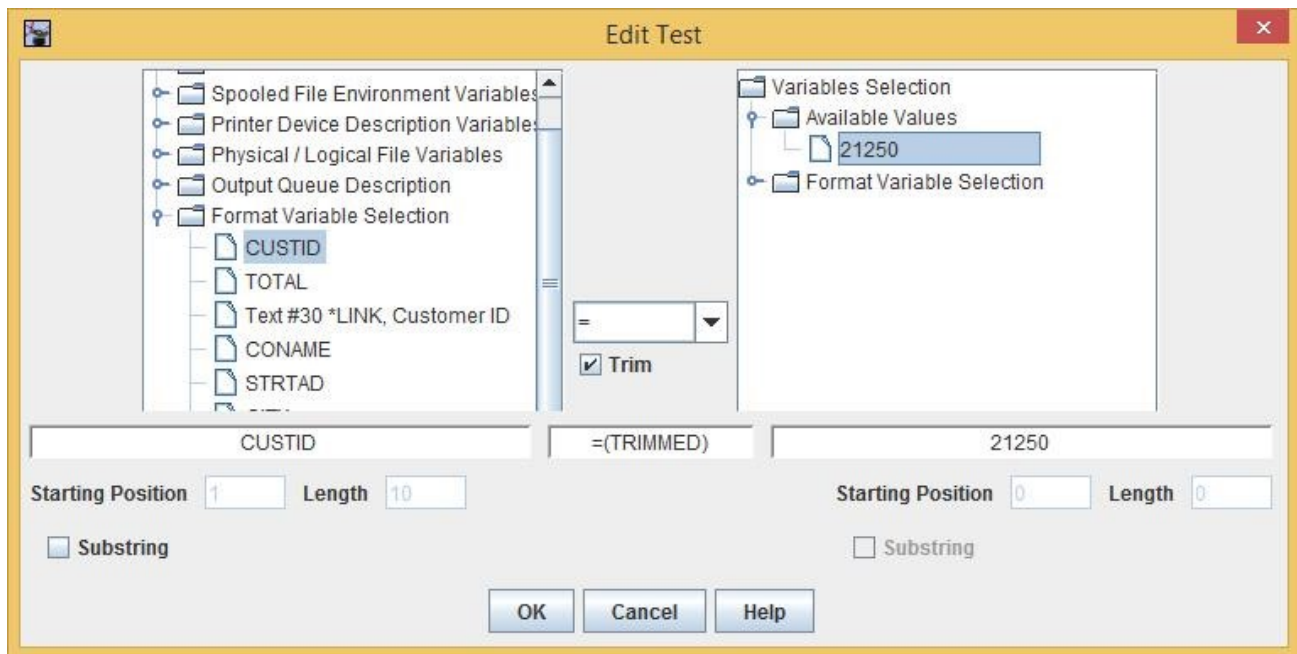 Edit Test
Spooled File Environment Variables
Printer Device Description Variables
Physical / Logical File Variables
Output Queue Description
Format Variable Selection
CUSTID
TOTAL
Text #30 *LINK, Customer ID
CONAME
STRTAD
=
Trim
Variables Selection
Available Values
21250
Format Variable Selection
CUSTID
=(TRIMMED)
21250
Starting Position 1 Length 10
Starting Position 0 Length 0
Substring
Substring
OK
Cancel
Help